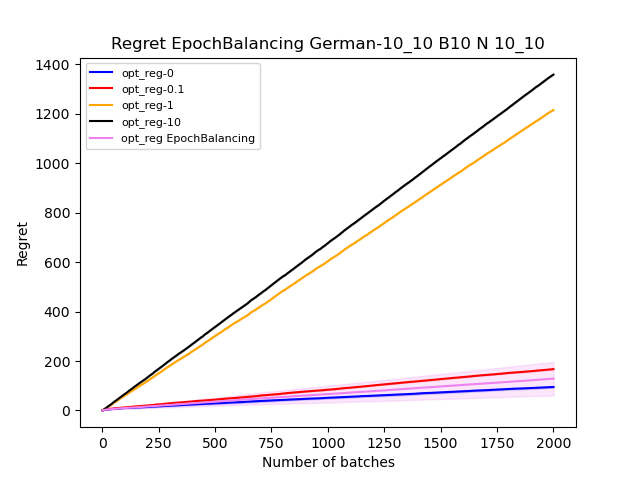 Regret EpochBalancing German-10_10 B10 N 10_10
opt_reg-0
opt_reg-0.1
opt_reg-1
opt_reg-10
opt_reg EpochBalancing
1400
1200
1000
800
600
400
200
0
Regret
0 250 500 750 1000 1250 1500 1750 2000
Number of batches